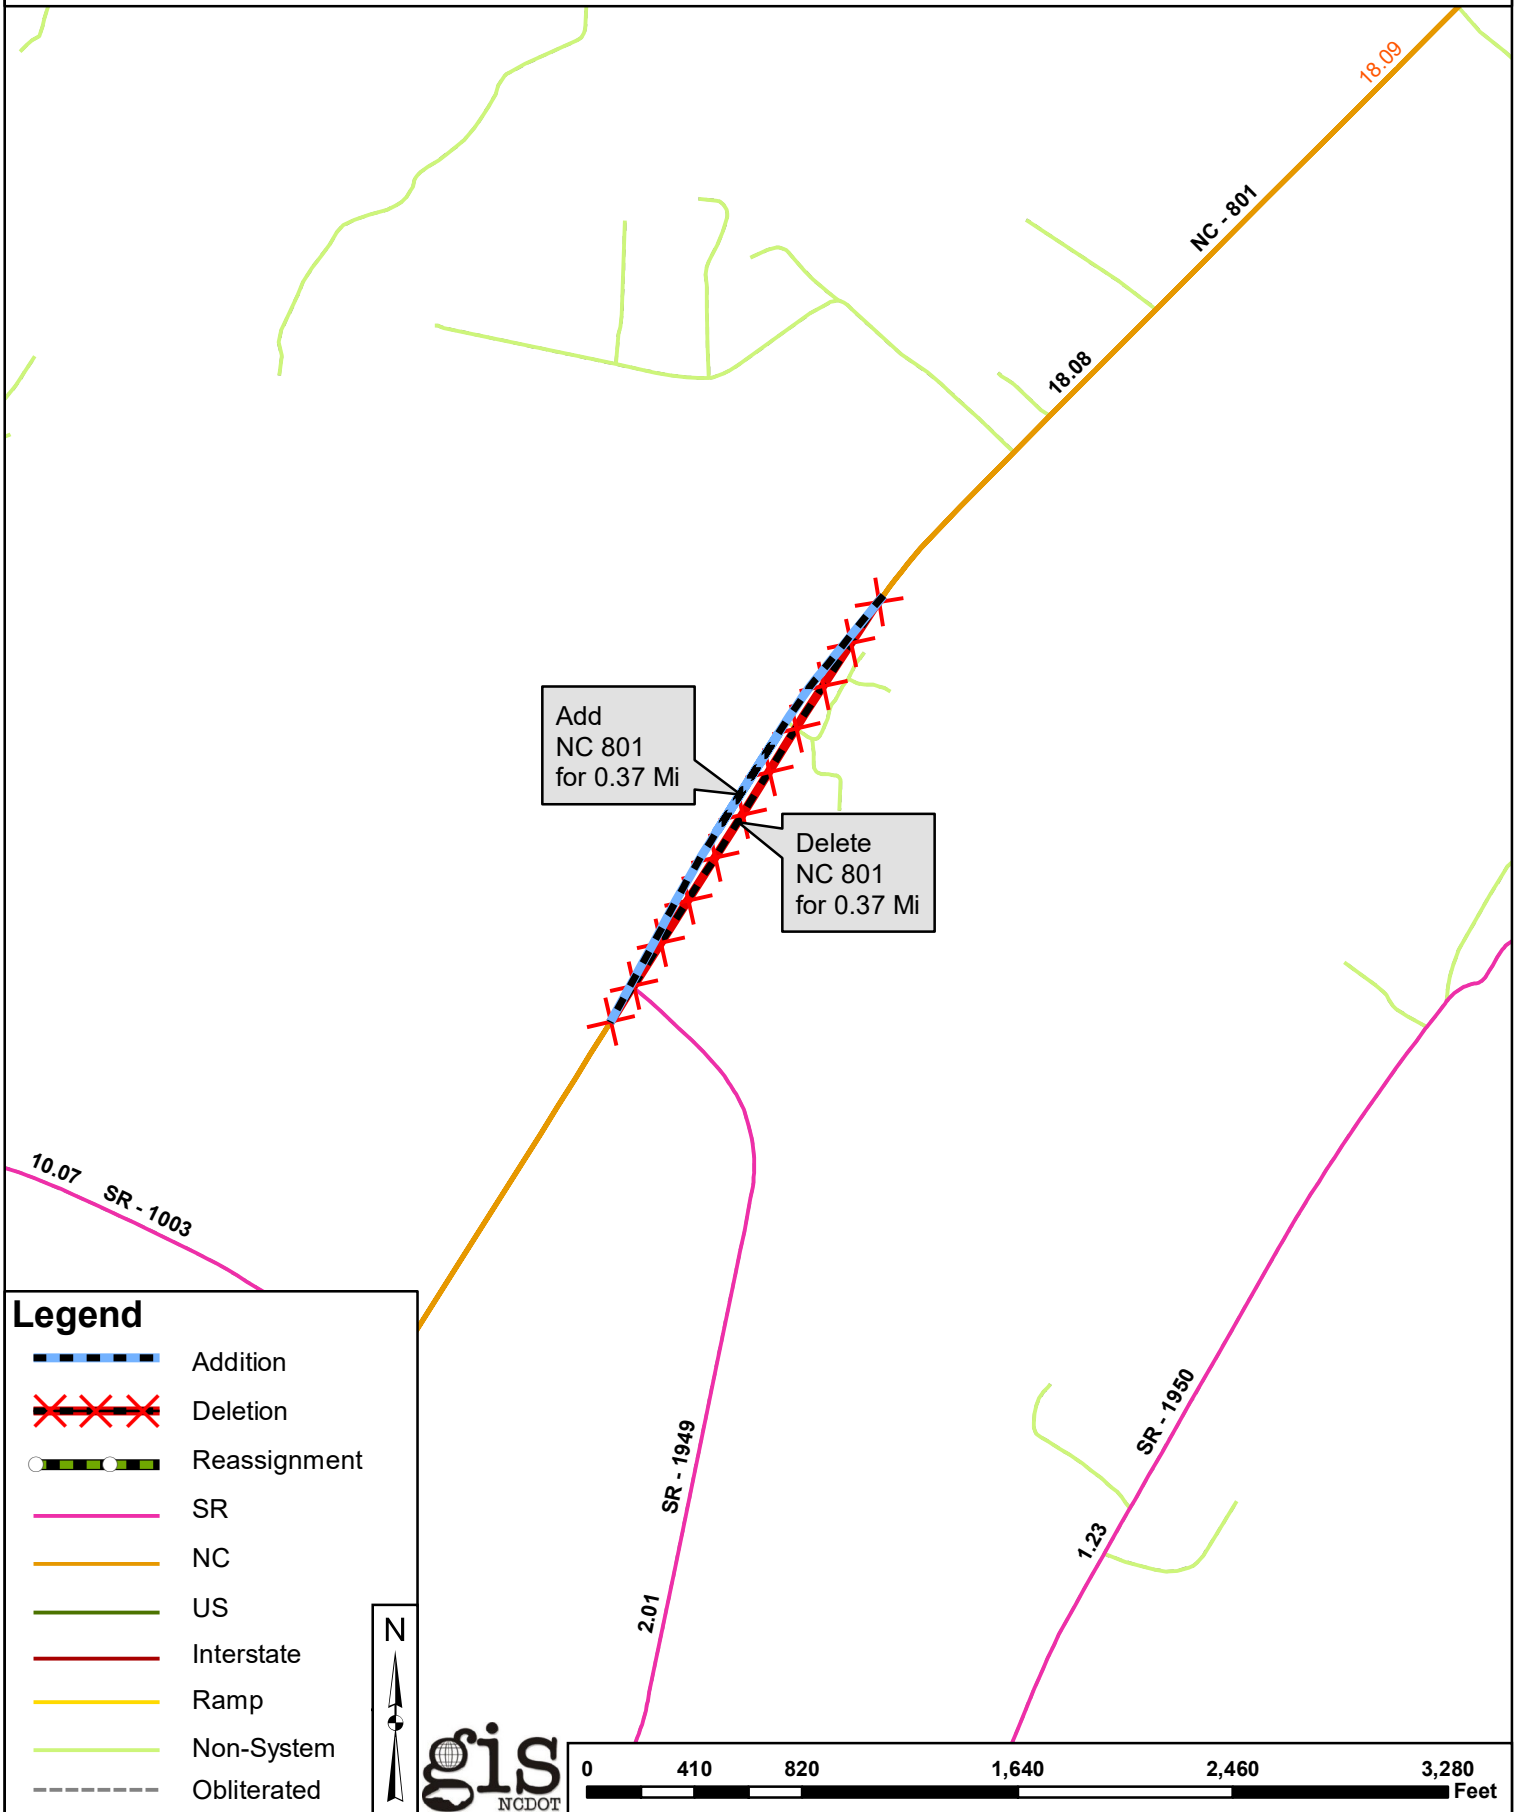 18.09
NC - 801
18.08
Add
NC 801
for 0.37 Mi
Delete
NC 801
for 0.37 Mi
10.07
SR - 1003
SR - 1949
2.01
SR - 1950
1.23
Legend
Addition
Deletion
Reassignment
SR
NC
US
Interstate
Ramp
Non-System
Obliterated
N
gis
NCDOT
0 410 820 1,640 2,460 3,280
Feet